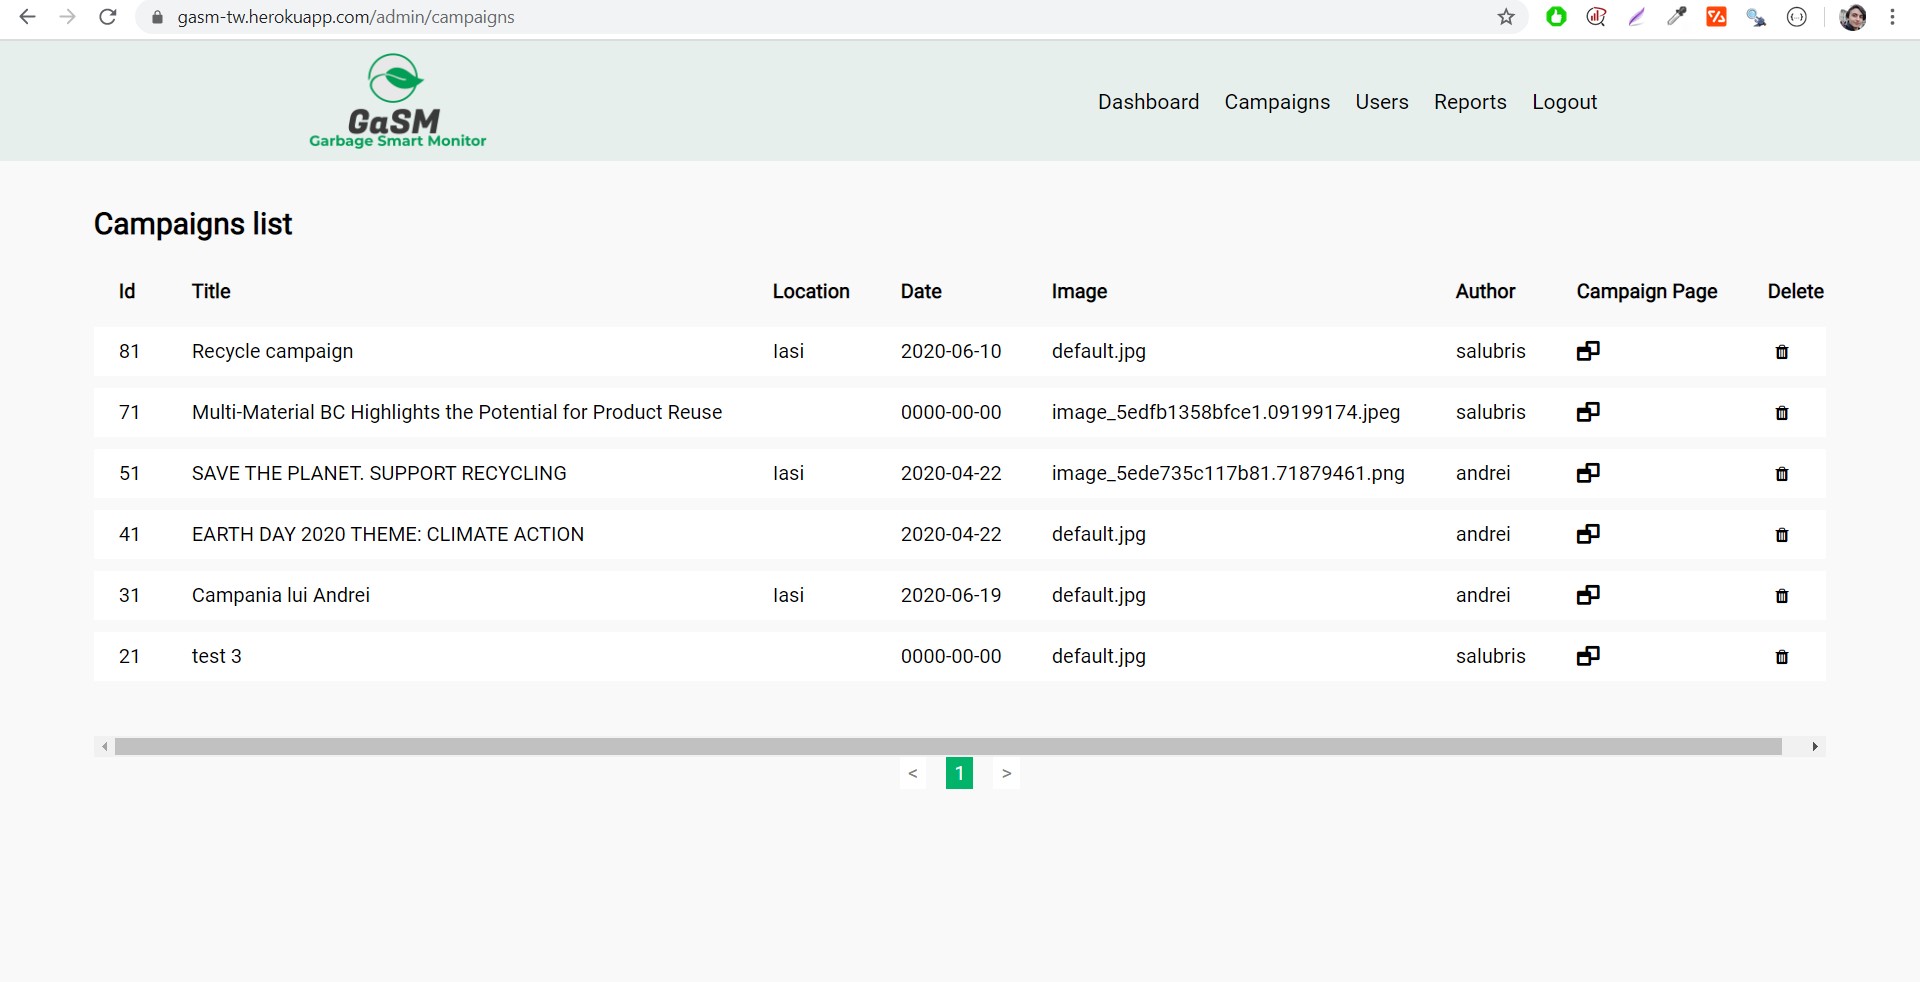 gasm-tw.herokuapp.com/admin/campaigns
GaSM
Garbage Smart Monitor
Dashboard Campaigns Users Reports Logout
Campaigns list
Id Title Location Date Image Author Campaign Page Delete
81 Recycle campaign Iasi 2020-06-10 default.jpg salubris
71 Multi-Material BC Highlights the Potential for Product Reuse 0000-00-00 image_5edfb1358bfce1.09199174.jpeg salubris
51 SAVE THE PLANET. SUPPORT RECYCLING Iasi 2020-04-22 image_5ede735c117b81.71879461.png andrei
41 EARTH DAY 2020 THEME: CLIMATE ACTION 2020-04-22 default.jpg andrei
31 Campania lui Andrei Iasi 2020-06-19 default.jpg andrei
21 test 3 0000-00-00 default.jpg salubris
< 1 >